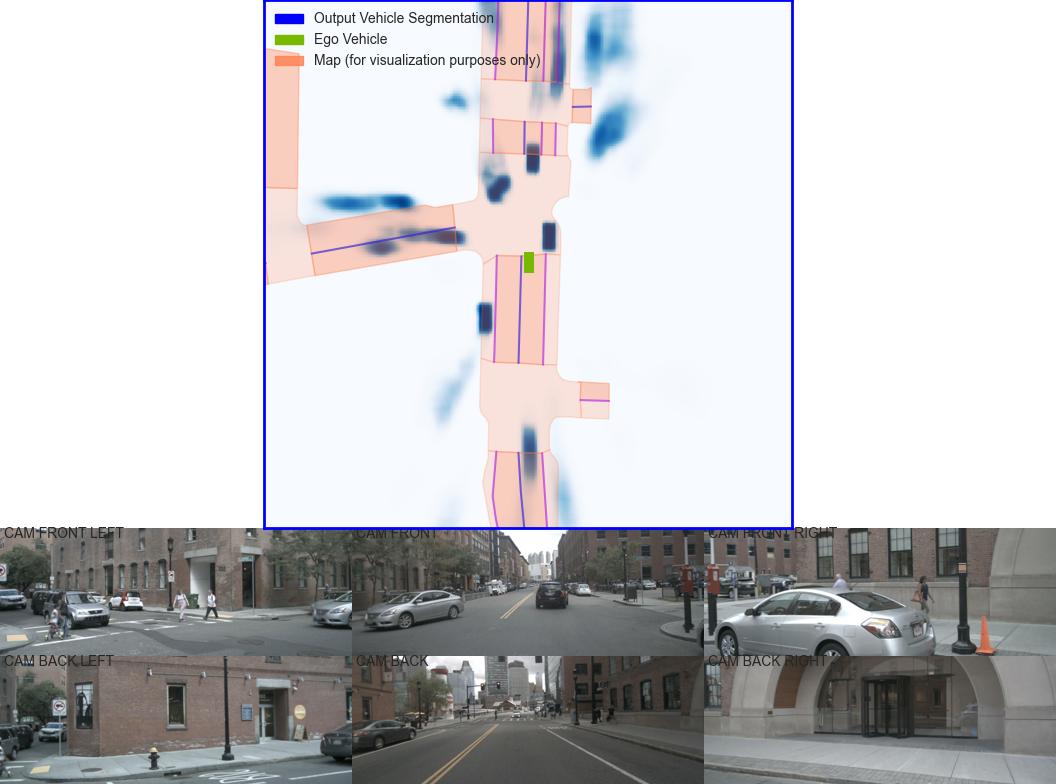 Output Vehicle Segmentation
Ego Vehicle
Map (for visualization purposes only)
CAM FRONT LEFT
CAM FRONT
CAM FRONT RIGHT
CAM BACK LEFT
CAM BACK
CAM BACK RIGHT